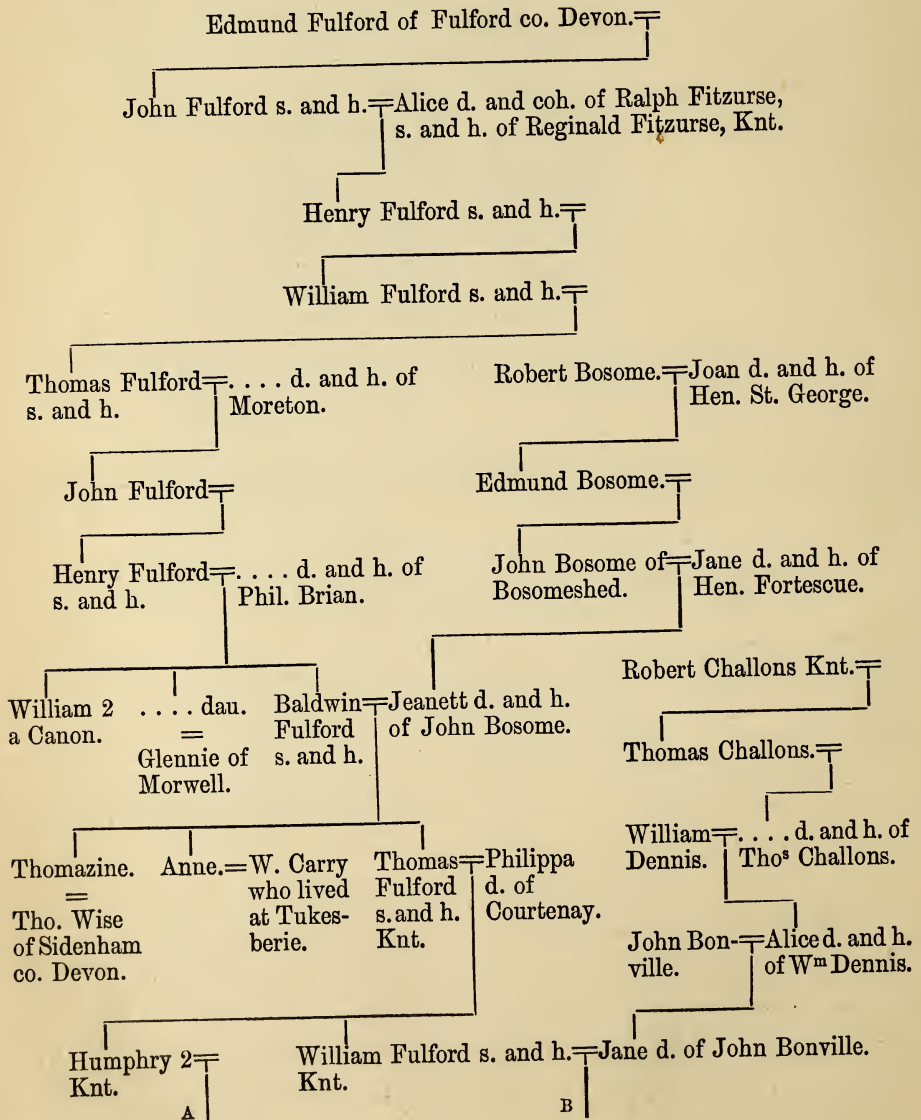 Edmund Fulford of Fulford co. Devon.
John Fulford s. and h.=Alice d. and coh. of Ralph Fitzurse,
s. and h. of Reginald Fitzurse, Knt.
Henry Fulford s. and h.=
William Fulford s. and h.=
Thomas Fulford=. . . . d. and h. of
s. and h. Moreton.
Robert Bosome.=Joan d. and h. of
Hen. St. George.
John Fulford=
Edmund Bosome.=
Henry Fulford=. . . . d. and h. of
s. and h. Phil. Brian.
John Bosome of=Jane d. and h. of
Bosomeshed. Hen. Fortescue.
William 2
a Canon.
. . . . dau.
=
Glennie of
Morwell.
Baldwin=Jeanett d. and h.
Fulford of John Bosome.
s. and h.
Robert Challons Knt.=
Thomas Challons.=
William=. . . . d. and h. of
Dennis. Thoˢ Challons.
Thomazine.
=
Tho. Wise
of Sidenham
co. Devon.
Anne.=W. Carry
who lived
at Tukes-
berie.
Thomas=Philippa
Fulford d. of
s. and h. Courtenay.
Knt.
John Bon-=Alice d. and h.
ville. of Wᵐ Dennis.
Humphry 2=
Knt.
A
William Fulford s. and h.=Jane d. of John Bonville.
Knt.
B